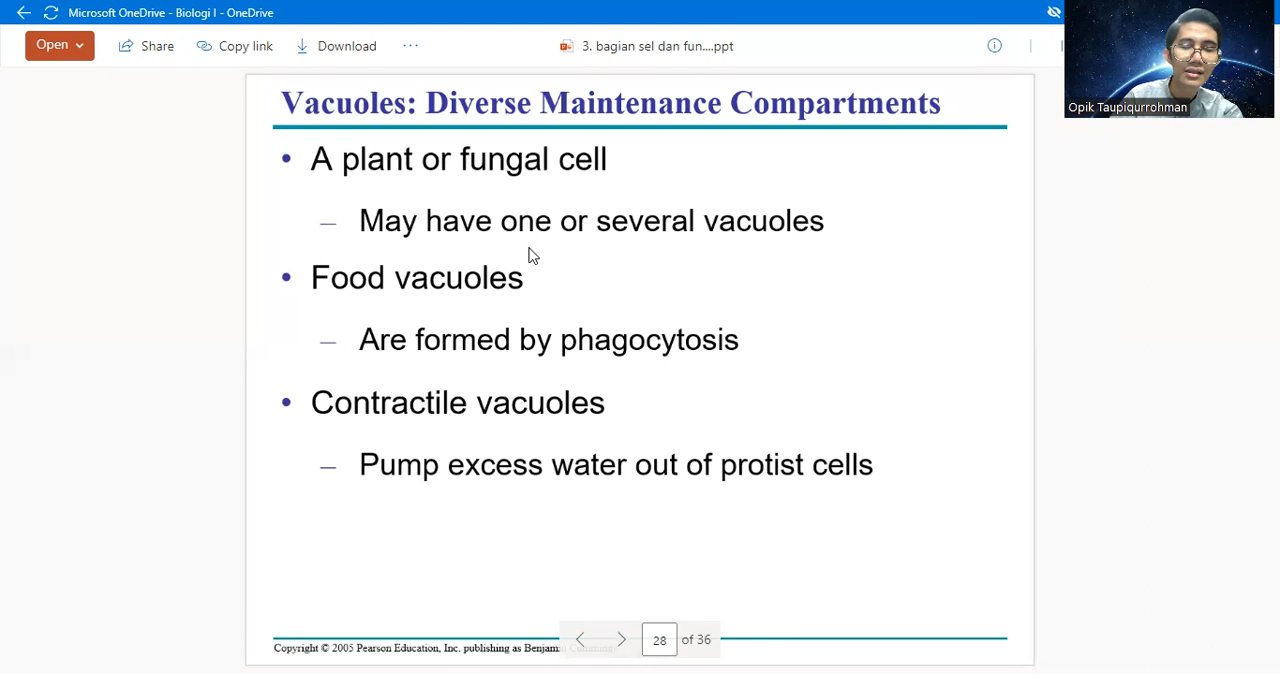 Microsoft OneDrive - Biologi I - OneDrive
Open Share Copy link Download ··· 3. bagian sel dan fun....ppt
Opik Taupiqurrohman
Vacuoles: Diverse Maintenance Compartments
• A plant or fungal cell
– May have one or several vacuoles
• Food vacuoles
– Are formed by phagocytosis
• Contractile vacuoles
– Pump excess water out of protist cells
28 of 36
Copyright © 2005 Pearson Education, Inc. publishing as Benjamin Cummings